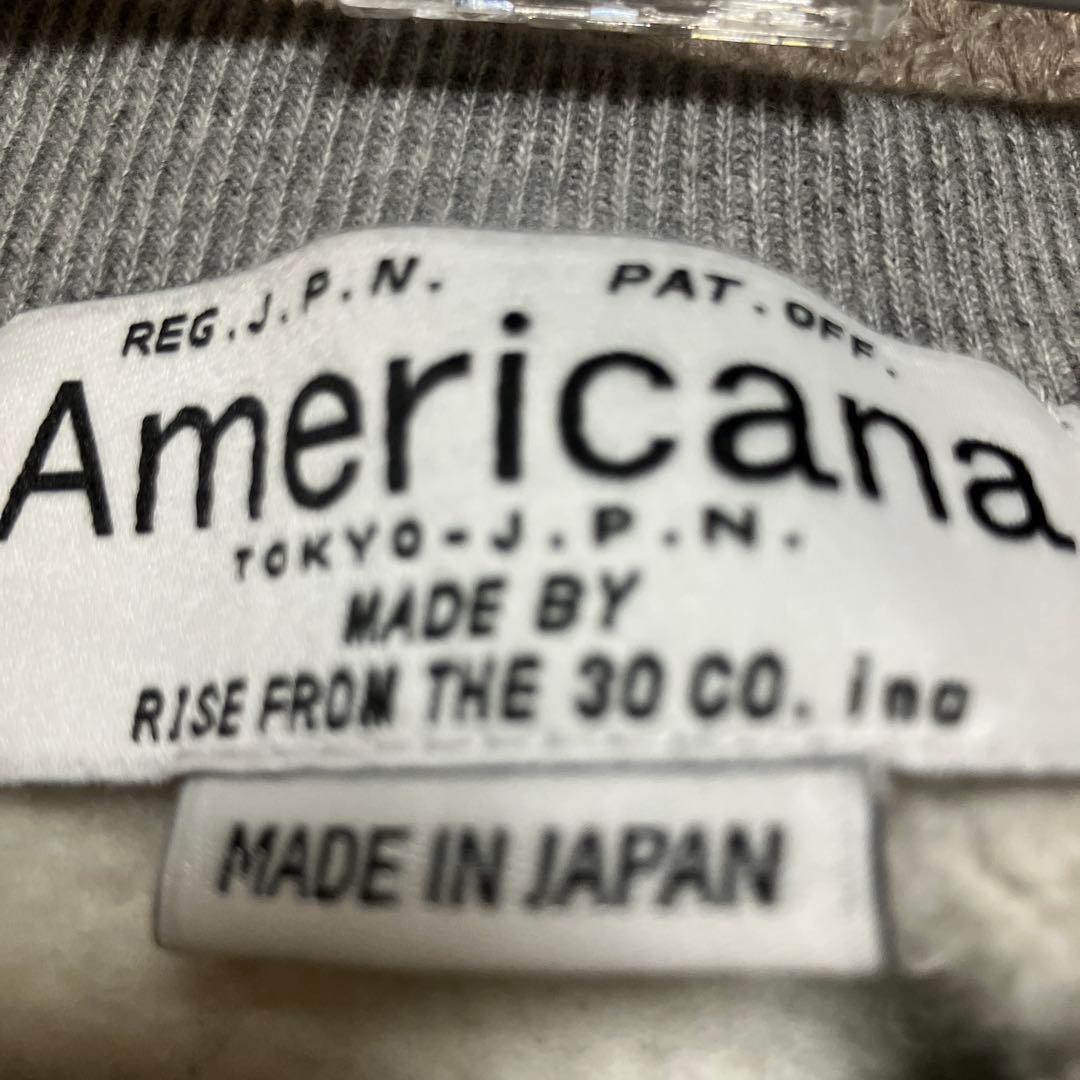 REG.J.P.N. PAT.OFF.
Americana
TOKYO-J.P.N.
MADE BY
RISE FROM THE 30 CO. inc
MADE IN JAPAN